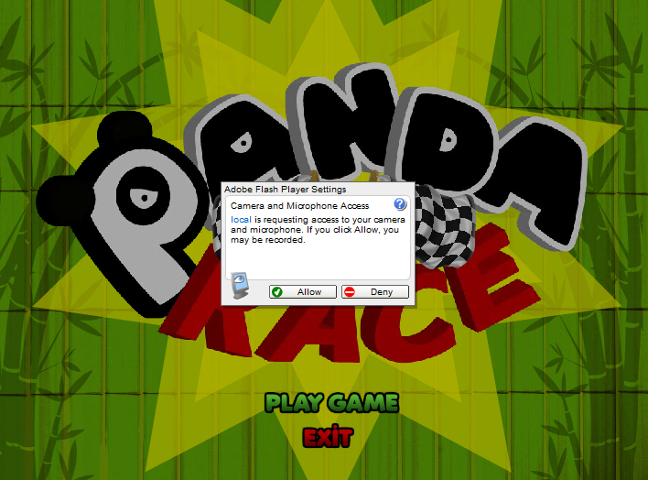 PANDA
RACE
Adobe Flash Player Settings
Camera and Microphone Access
?
local is requesting access to your camera
and microphone. If you click Allow, you
may be recorded.
Allow
Deny
PLAY GAME
EXİT